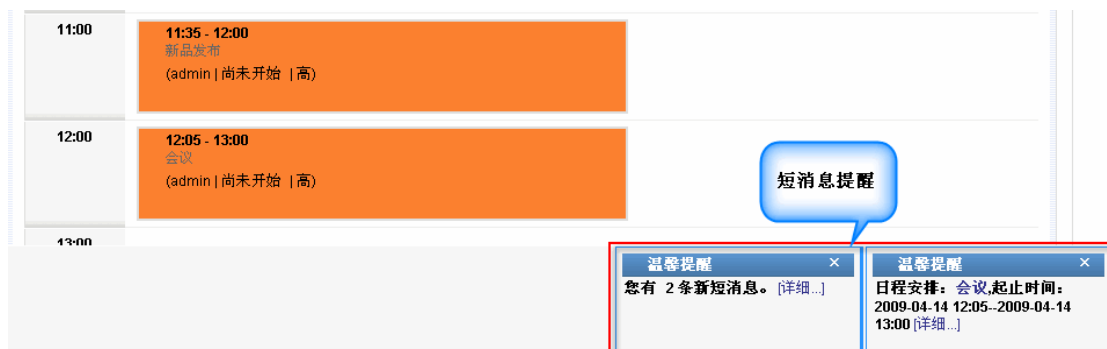 11:00
11:35 - 12:00
新品发布
(admin | 尚未开始 | 高)
12:00
12:05 - 13:00
会议
(admin | 尚未开始 | 高)
短消息提醒
13:00
温馨提醒 ×
您有 2 条新短消息。[详细...]
温馨提醒 ×
日程安排：会议,起止时间：
2009-04-14 12:05--2009-04-14
13:00 [详细...]